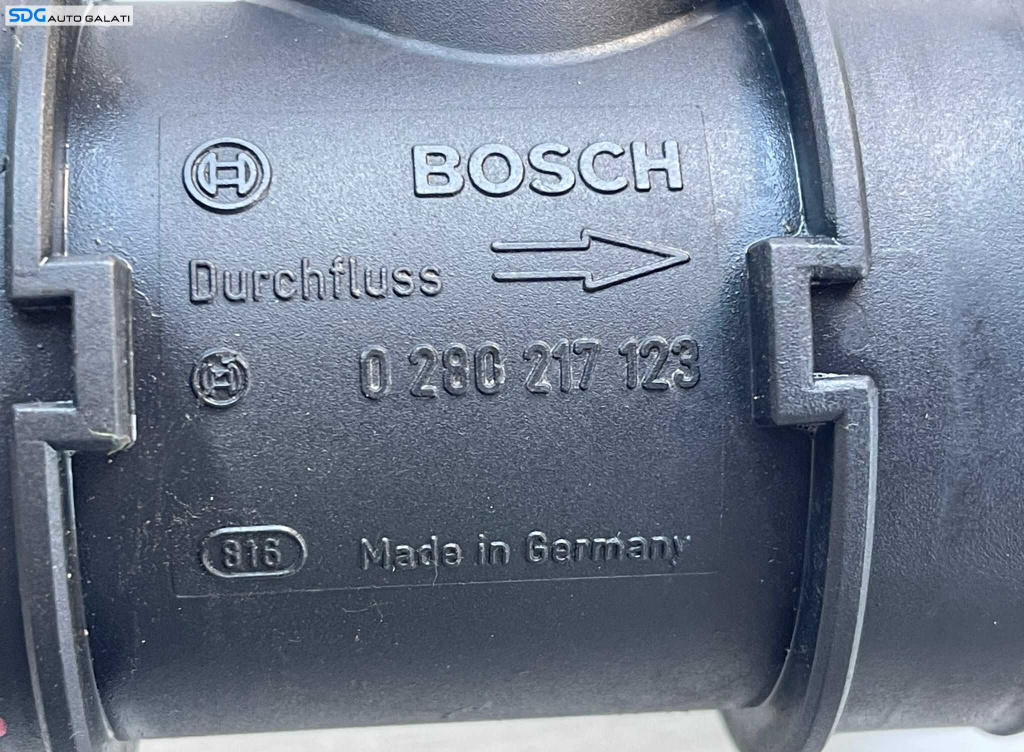 SDG AUTO GALATI
BOSCH
Durchfluss
0 280 217 123
816 Made in Germany